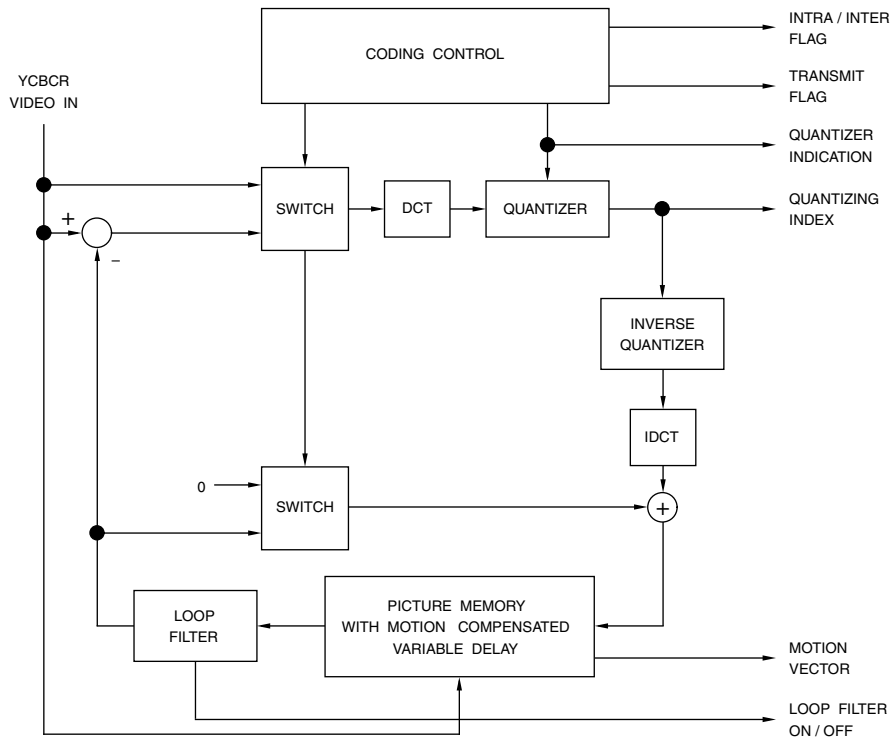 CODING CONTROL
INTRA / INTER
FLAG
TRANSMIT
FLAG
YCBCR
VIDEO IN
QUANTIZER
INDICATION
SWITCH
DCT
QUANTIZER
QUANTIZING
INDEX
+
–
INVERSE
QUANTIZER
IDCT
0
SWITCH
+
LOOP
FILTER
PICTURE MEMORY
WITH MOTION COMPENSATED
VARIABLE DELAY
MOTION
VECTOR
LOOP FILTER
ON / OFF